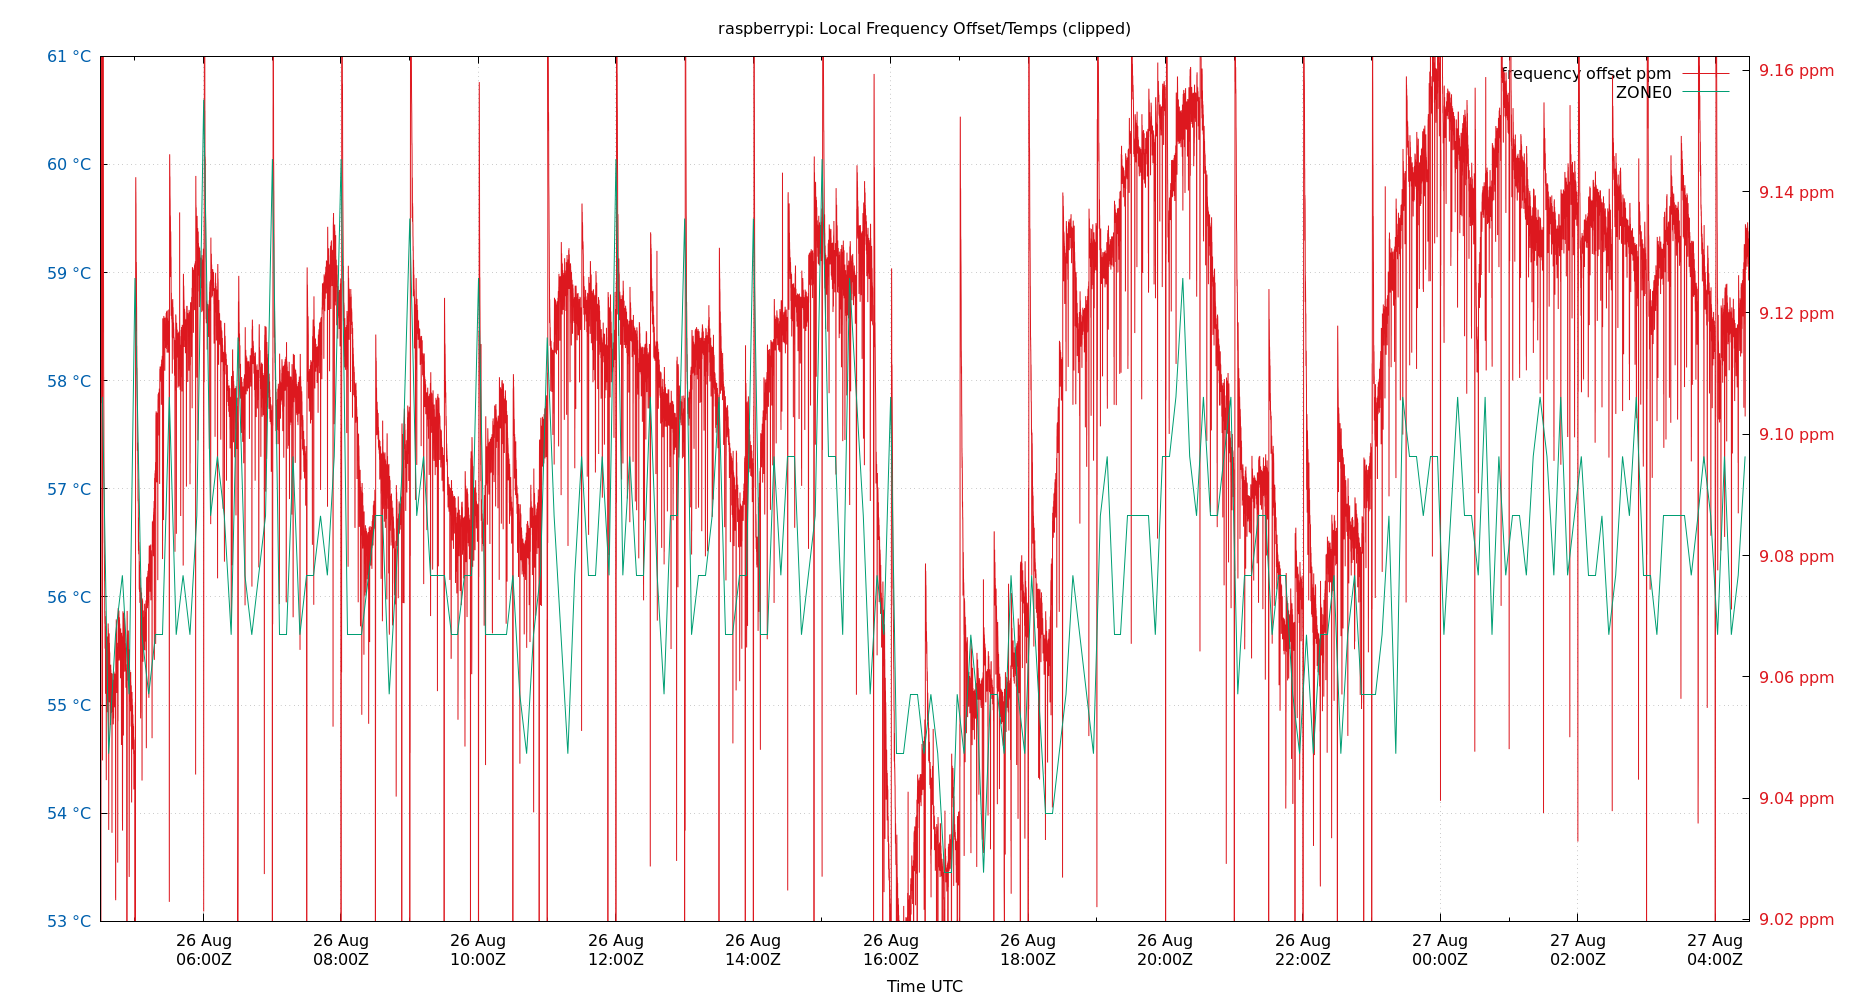 raspberrypi: Local Frequency Offset/Temps (clipped)
61 °C
60 °C
59 °C
58 °C
57 °C
56 °C
55 °C
54 °C
53 °C
frequency offset ppm
ZONE0
9.16 ppm
9.14 ppm
9.12 ppm
9.10 ppm
9.08 ppm
9.06 ppm
9.04 ppm
9.02 ppm
26 Aug 26 Aug 26 Aug 26 Aug 26 Aug 26 Aug 26 Aug 26 Aug 26 Aug 27 Aug 27 Aug 27 Aug
06:00Z 08:00Z 10:00Z 12:00Z 14:00Z 16:00Z 18:00Z 20:00Z 22:00Z 00:00Z 02:00Z 04:00Z
Time UTC